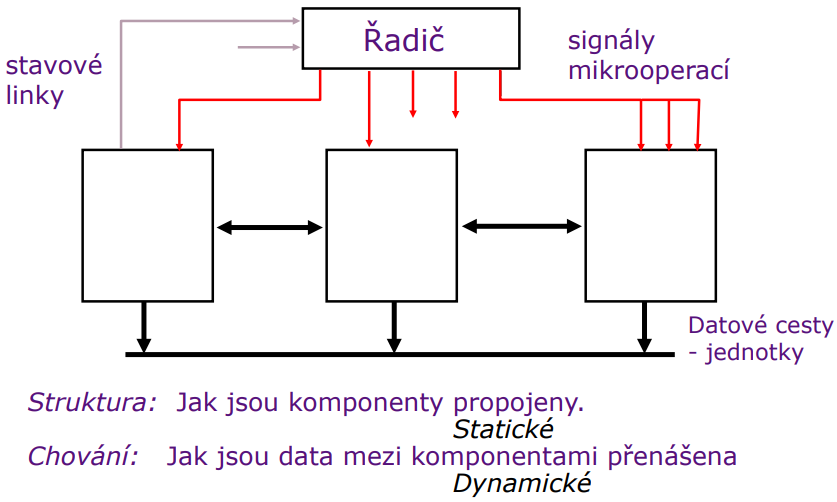 Řadič
stavové
linky
signály
mikrooperací
Datové cesty
- jednotky
Struktura: Jak jsou komponenty propojeny.
Statické
Chování: Jak jsou data mezi komponentami přenášena
Dynamické